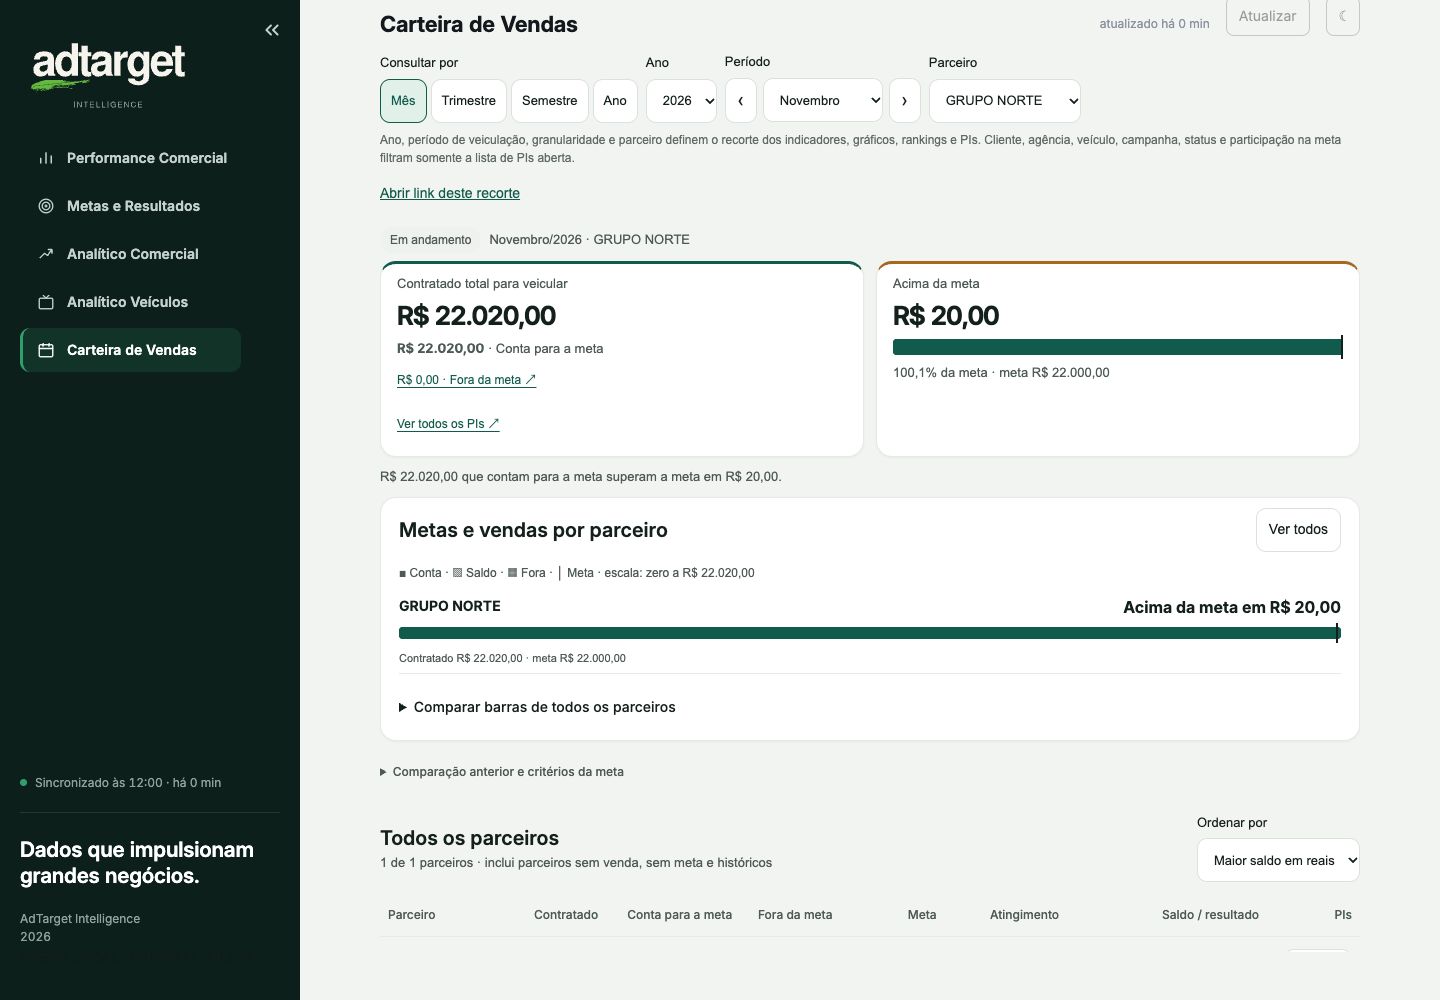 adtarget
INTELLIGENCE
Performance Comercial
Metas e Resultados
Analítico Comercial
Analítico Veículos
Carteira de Vendas
Sincronizado às 12:00 · há 0 min
Dados que impulsionam
grandes negócios.
AdTarget Intelligence
2026
Carteira de Vendas
atualizado há 0 min
Atualizar
Consultar por
Ano
Período
Parceiro
Mês
Trimestre
Semestre
Ano
2026
‹
Novembro
›
GRUPO NORTE
Ano, período de veiculação, granularidade e parceiro definem o recorte dos indicadores, gráficos, rankings e PIs. Cliente, agência, veículo, campanha, status e participação na meta
filtram somente a lista de PIs aberta.
Abrir link deste recorte
Em andamento
Novembro/2026 · GRUPO NORTE
Contratado total para veicular
R$ 22.020,00
R$ 22.020,00 · Conta para a meta
R$ 0,00 · Fora da meta ↗
Ver todos os PIs ↗
Acima da meta
R$ 20,00
100,1% da meta · meta R$ 22.000,00
R$ 22.020,00 que contam para a meta superam a meta em R$ 20,00.
Metas e vendas por parceiro
Ver todos
■ Conta · ▨ Saldo · ▦ Fora · │ Meta · escala: zero a R$ 22.020,00
GRUPO NORTE
Acima da meta em R$ 20,00
Contratado R$ 22.020,00 · meta R$ 22.000,00
Comparar barras de todos os parceiros
Comparação anterior e critérios da meta
Todos os parceiros
1 de 1 parceiros · inclui parceiros sem venda, sem meta e históricos
Ordenar por
Maior saldo em reais
Parceiro
Contratado
Conta para a meta
Fora da meta
Meta
Atingimento
Saldo / resultado
PIs